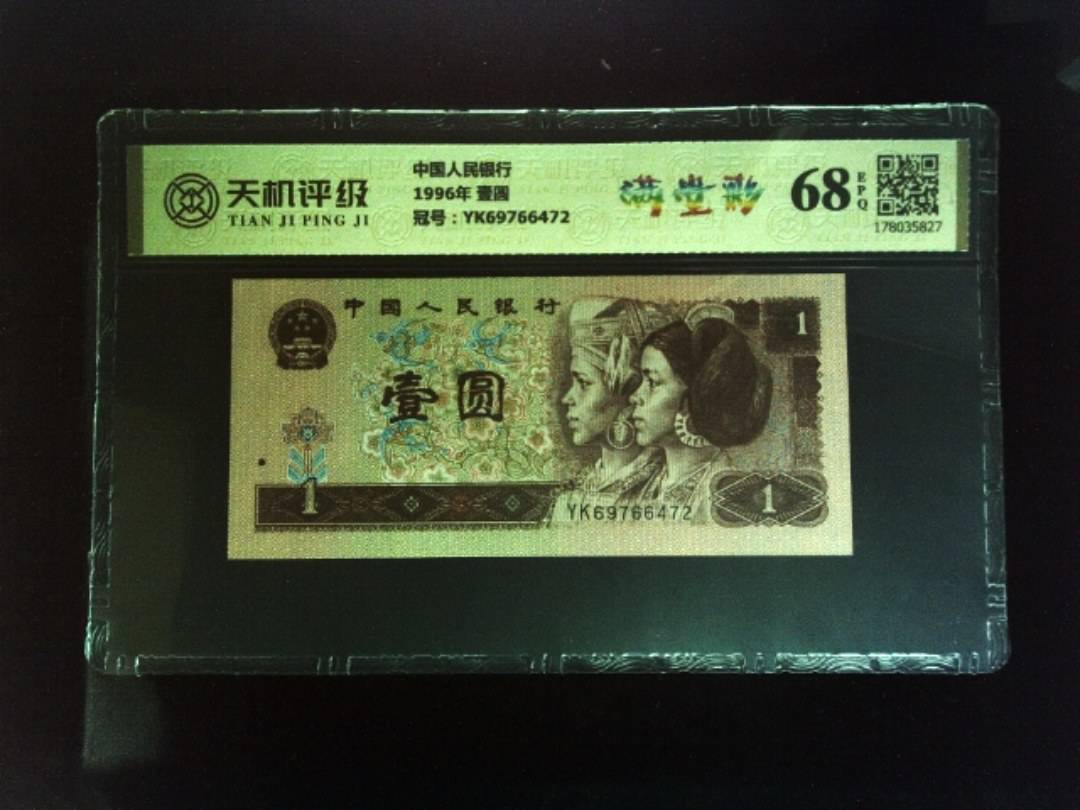 天机评级
TIAN JI PING JI
中国人民银行
1996年 壹圆
冠号：YK69766472
满堂彩
68
EPQ
178035827
中国人民银行
1
壹圆
1
YK69766472
1